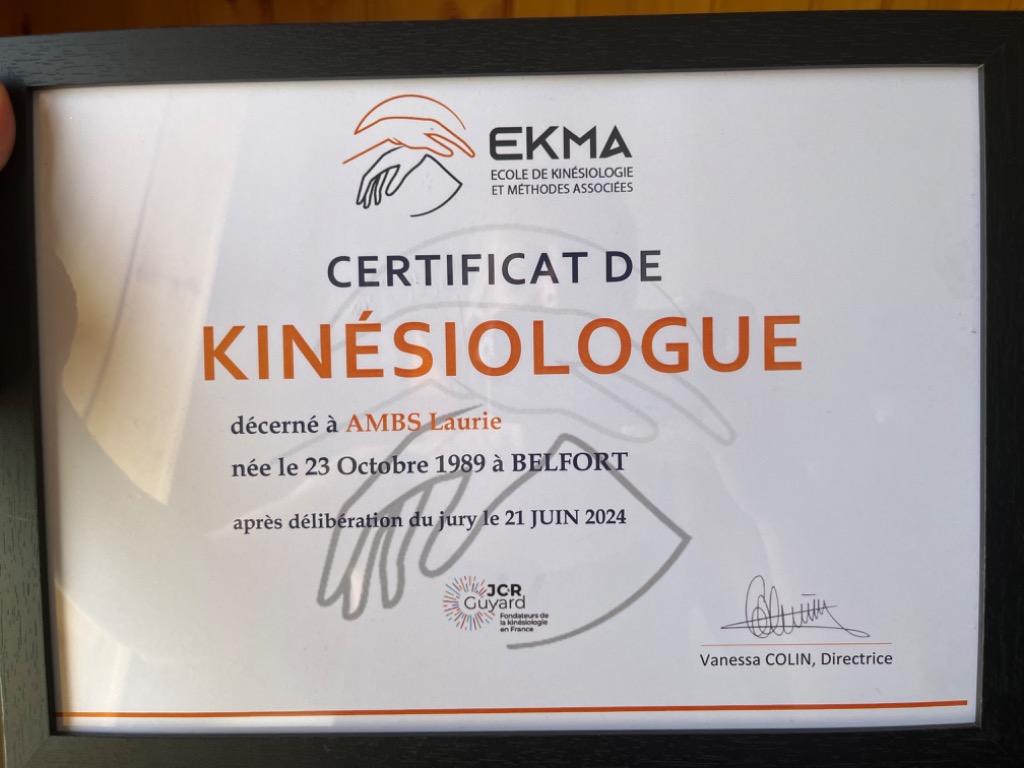 EKMA
ECOLE DE KINÉSIOLOGIE
ET MÉTHODES ASSOCIÉES
CERTIFICAT DE
KINÉSIOLOGUE
décerné à AMBS Laurie
née le 23 Octobre 1989 à BELFORT
après délibération du jury le 21 JUIN 2024
JCR
Guyard
Fondateurs de
la kinésiologie
en France
Vanessa COLIN, Directrice